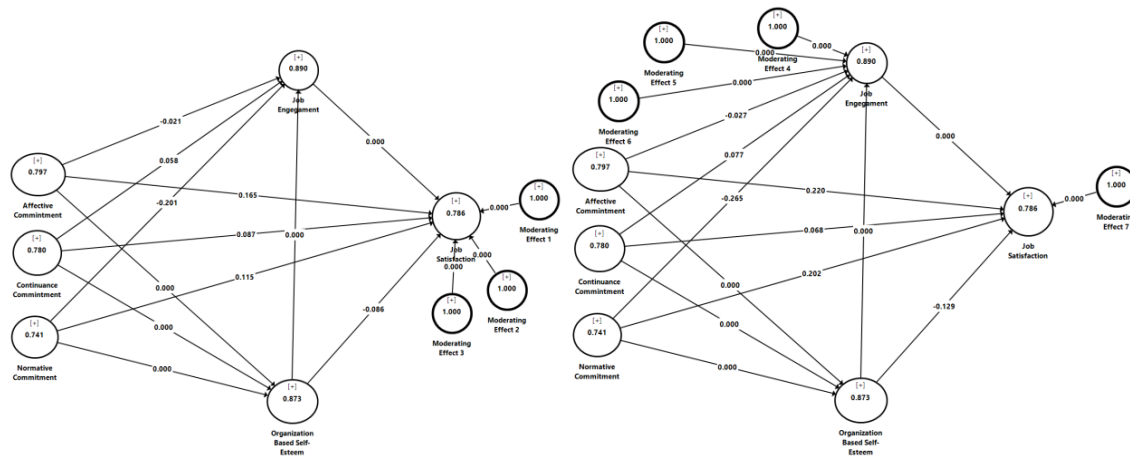 [+]
0.890
Job
Engegament
-0.021
0.000
0.058
[+]
0.797
Affective
Commintment
-0.201
0.165
[+]
0.786
Job
Satisfaction
[+]
1.000
Moderating
Effect 1
0.000
0.087
0.000
[+]
0.780
Continuance
Commintment
0.115
0.000
0.000
[+]
1.000
Moderating
Effect 2
[+]
1.000
Moderating
Effect 3
0.000
-0.086
0.000
[+]
0.741
Normative
Commitment
0.000
[+]
0.873
Organization
Based Self-
Esteem
[+]
1.000
Moderating
Effect 4
0.000
[+]
1.000
Moderating
Effect 5
0.000
[+]
0.890
Job
Engagement
0.000
[+]
1.000
Moderating
Effect 6
-0.027
0.000
0.077
[+]
0.797
Affective
Commintment
-0.265
0.220
[+]
0.786
Job
Satisfaction
[+]
1.000
Moderating
Effect 7
0.000
0.068
0.000
[+]
0.780
Continuance
Commintment
0.202
0.000
-0.129
0.000
[+]
0.741
Normative
Commitment
0.000
[+]
0.873
Organization
Based Self-
Esteem